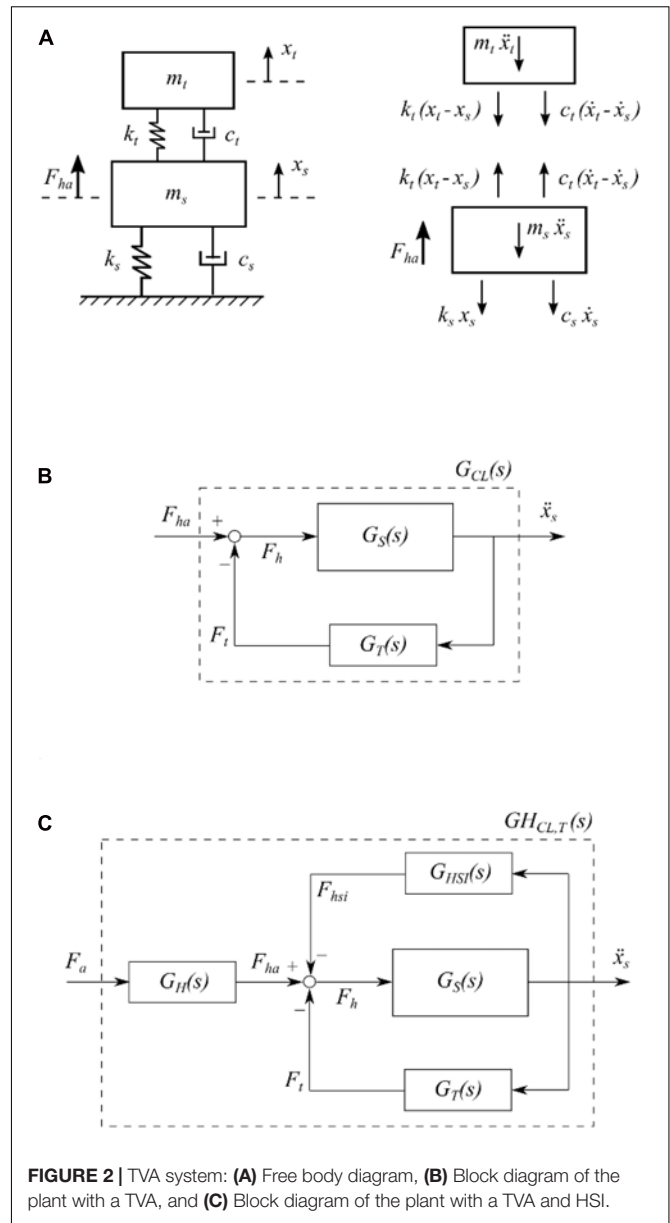 A
x_t
m_t
k_t
c_t
F_ha
x_s
m_s
k_s
c_s
m_t ẍ_t
k_t (x_t - x_s)
c_t (ẋ_t - ẋ_s)
k_t (x_t - x_s)
c_t (ẋ_t - ẋ_s)
m_s ẍ_s
F_ha
k_s x_s
c_s ẋ_s
B
G_CL(s)
F_ha
+
−
F_h
G_S(s)
ẍ_s
F_t
G_T(s)
C
GH_CL,T(s)
G_HSI(s)
F_hsi
−
F_a
G_H(s)
F_ha
+
−
F_h
G_S(s)
ẍ_s
F_t
G_T(s)
FIGURE 2 | TVA system: (A) Free body diagram, (B) Block diagram of the
plant with a TVA, and (C) Block diagram of the plant with a TVA and HSI.